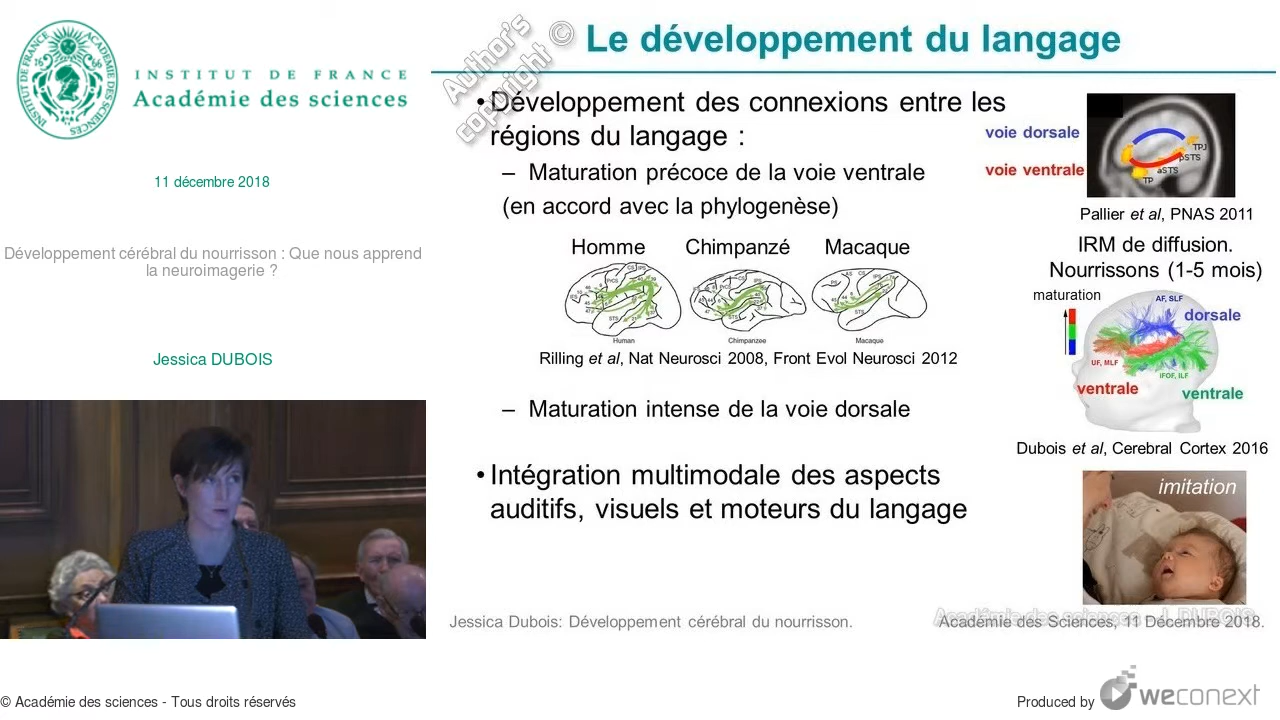 INSTITUT DE FRANCE
Académie des sciences
11 décembre 2018
Développement cérébral du nourrisson : Que nous apprend
la neuroimagerie ?
Jessica DUBOIS
Author's
copyright ©
Le développement du langage
• Développement des connexions entre les
régions du langage :
– Maturation précoce de la voie ventrale
(en accord avec la phylogenèse)
Homme Chimpanzé Macaque
Human Chimpanzee Macaque
Rilling et al, Nat Neurosci 2008, Front Evol Neurosci 2012
– Maturation intense de la voie dorsale
• Intégration multimodale des aspects
auditifs, visuels et moteurs du langage
voie dorsale
voie ventrale
TPJ
pSTS
aSTS
TP
Pallier et al, PNAS 2011
IRM de diffusion.
Nourrissons (1-5 mois)
maturation
AF, SLF
dorsale
UF, MLF
iFOF, ILF
ventrale
ventrale
Dubois et al, Cerebral Cortex 2016
imitation
Académie des sciences - J. DUBOIS
Jessica Dubois: Développement cérébral du nourrisson.
Académie des Sciences, 11 Décembre 2018.
© Académie des sciences - Tous droits réservés
Produced by weconext